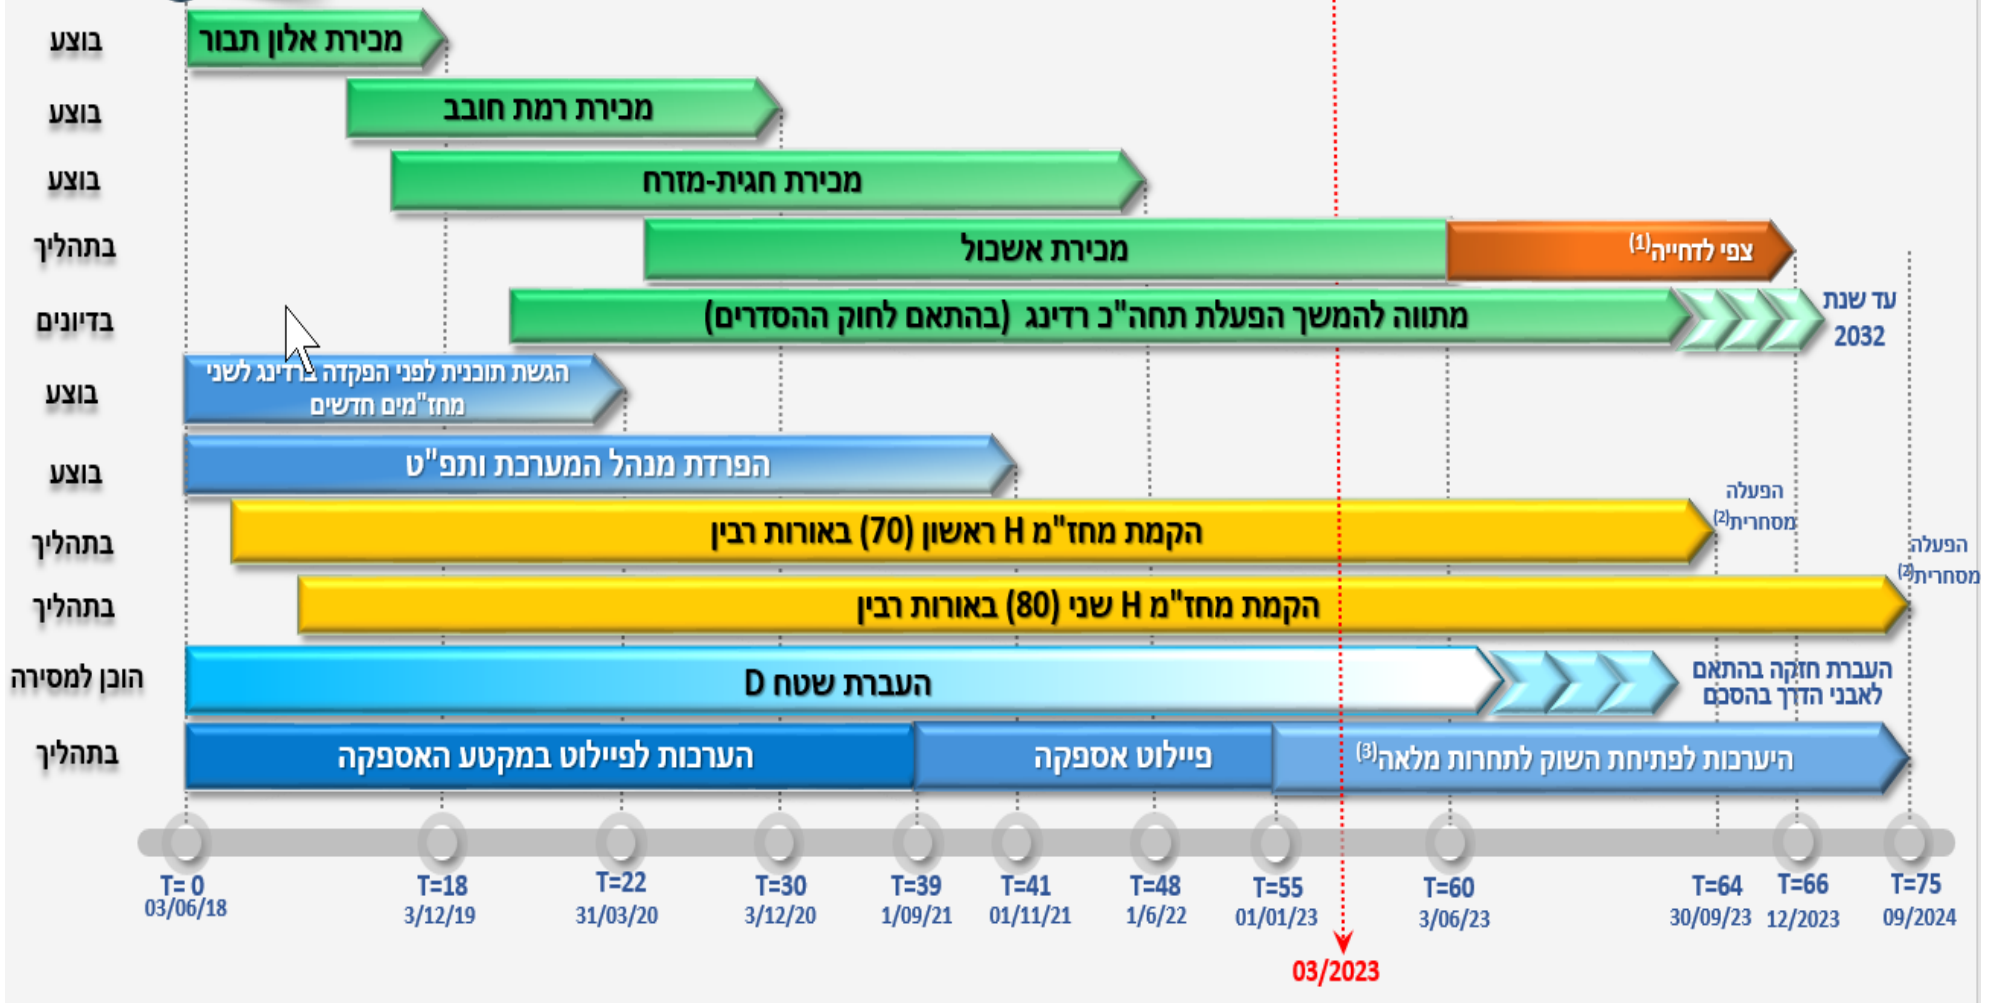 בוצע
מכירת אלון תבור
בוצע
מכירת רמת חובב
בוצע
מכירת חגית-מזרח
בתהליך
מכירת אשכול
צפי לדחייה(1)
בדיונים
מתווה להמשך הפעלת תחה"כ רדינג (בהתאם לחוק ההסדרים)
עד שנת
2032
בוצע
הגשת תוכנית לפני הפקדה ברדינג לשני
מחז"מים חדשים
בוצע
הפרדת מנהל המערכת ותפ"ט
בתהליך
הקמת מחז"מ H ראשון (70) באורות רבין
הפעלה
מסחרית(2)
בתהליך
הקמת מחז"מ H שני (80) באורות רבין
הפעלה
מסחרית(2)
הוכן למסירה
העברת שטח D
העברת חזקה בהתאם
לאבני הדרך בהסכם
בתהליך
הערכות לפיילוט במקטע האספקה
פיילוט אספקה
היערכות לפתיחת השוק לתחרות מלאה(3)
T= 0
03/06/18
T=18
3/12/19
T=22
31/03/20
T=30
3/12/20
T=39
1/09/21
T=41
01/11/21
T=48
1/6/22
T=55
01/01/23
T=60
3/06/23
T=64
30/09/23
T=66
12/2023
T=75
09/2024
03/2023